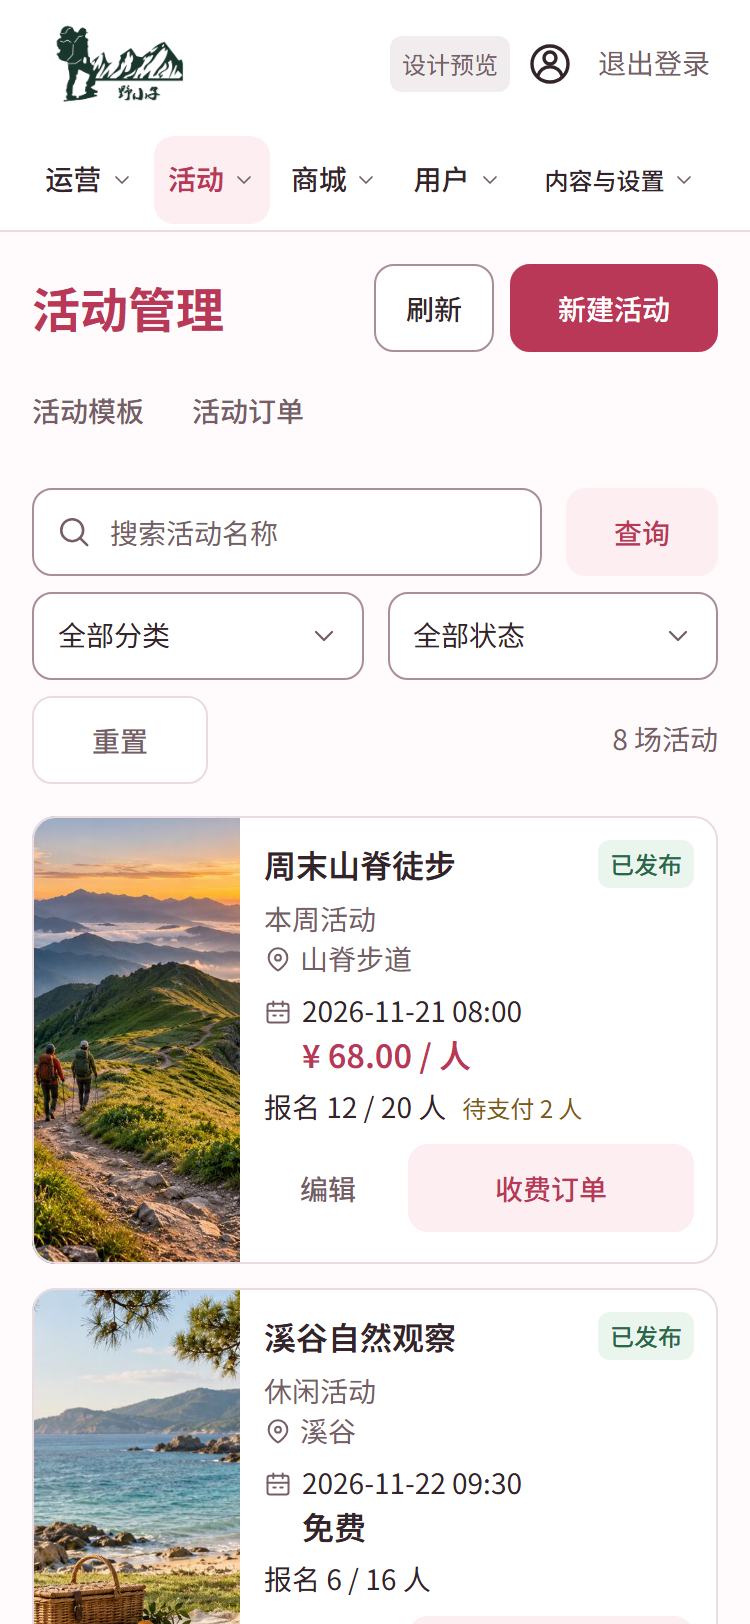 野小子
设计预览
退出登录
运营
活动
商城
用户
内容与设置
活动管理
刷新
新建活动
活动模板
活动订单
搜索活动名称
查询
全部分类
全部状态
重置
8 场活动
周末山脊徒步
已发布
本周活动
山脊步道
2026-11-21 08:00
¥ 68.00 / 人
报名 12 / 20 人 待支付 2 人
编辑
收费订单
溪谷自然观察
已发布
休闲活动
溪谷
2026-11-22 09:30
免费
报名 6 / 16 人